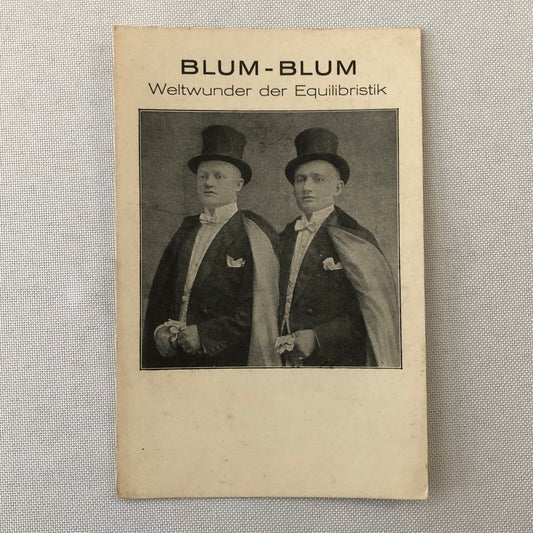 BLUM - BLUM
Weltwunder der Equilibristik